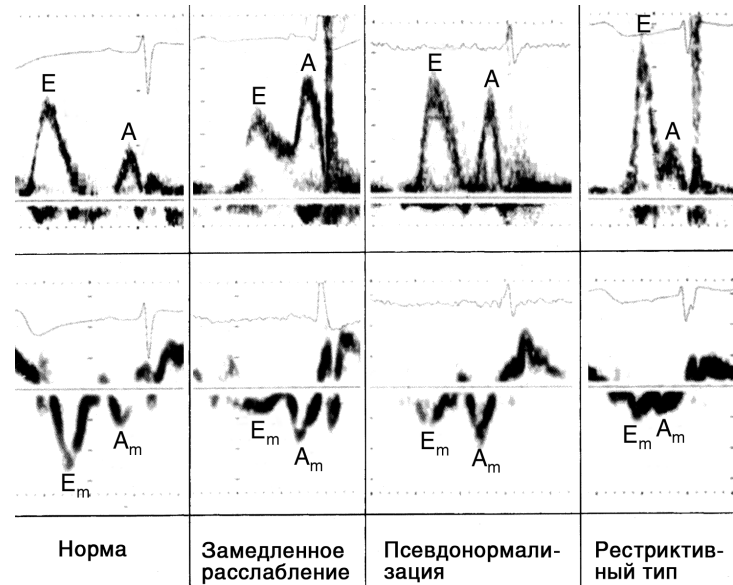 E
A
E
A
E
A
E
A
Em
Am
Em
Am
Em
Am
Em
Am
Норма
Замедленное
расслабление
Псевдонормали-
зация
Рестриктив-
ный тип